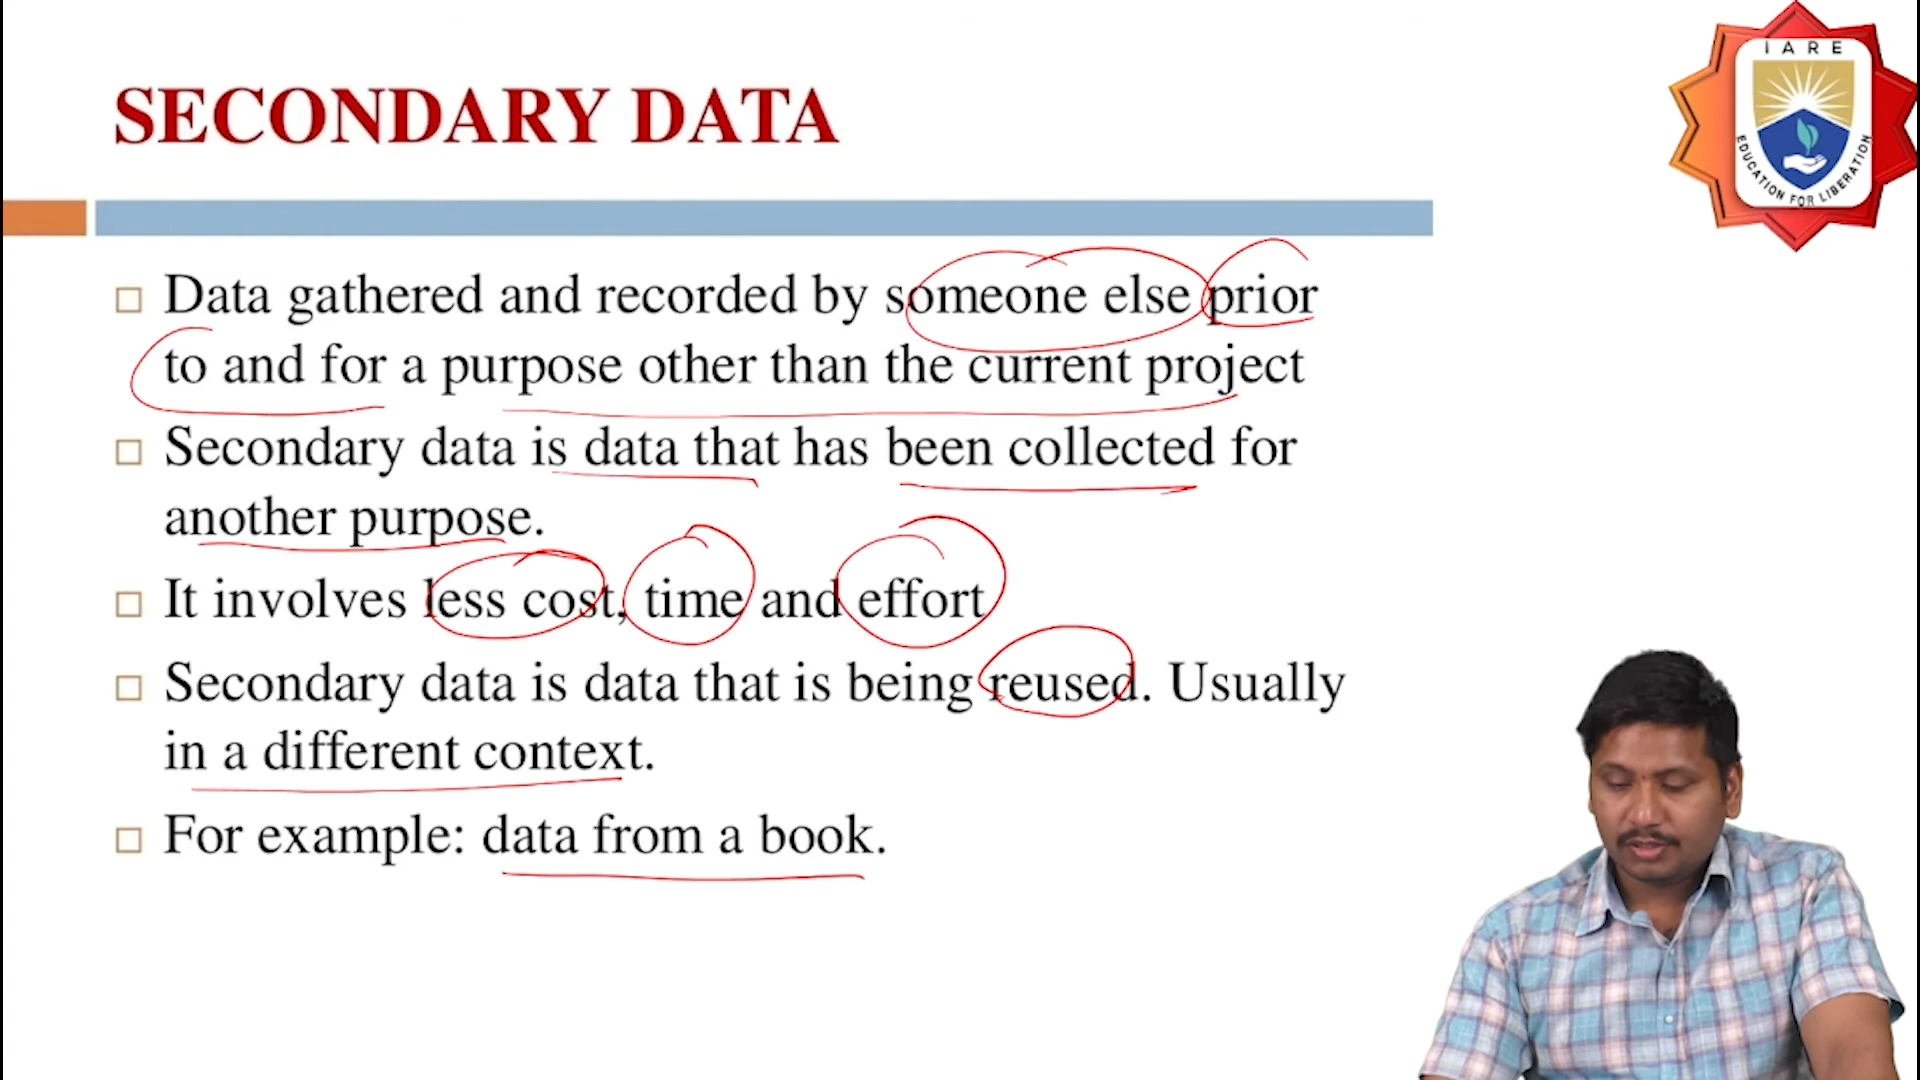 IARE
EDUCATION FOR LIBERATION
SECONDARY DATA
Data gathered and recorded by someone else prior
to and for a purpose other than the current project
Secondary data is data that has been collected for
another purpose.
It involves less cost, time and effort
Secondary data is data that is being reused. Usually
in a different context.
For example: data from a book.